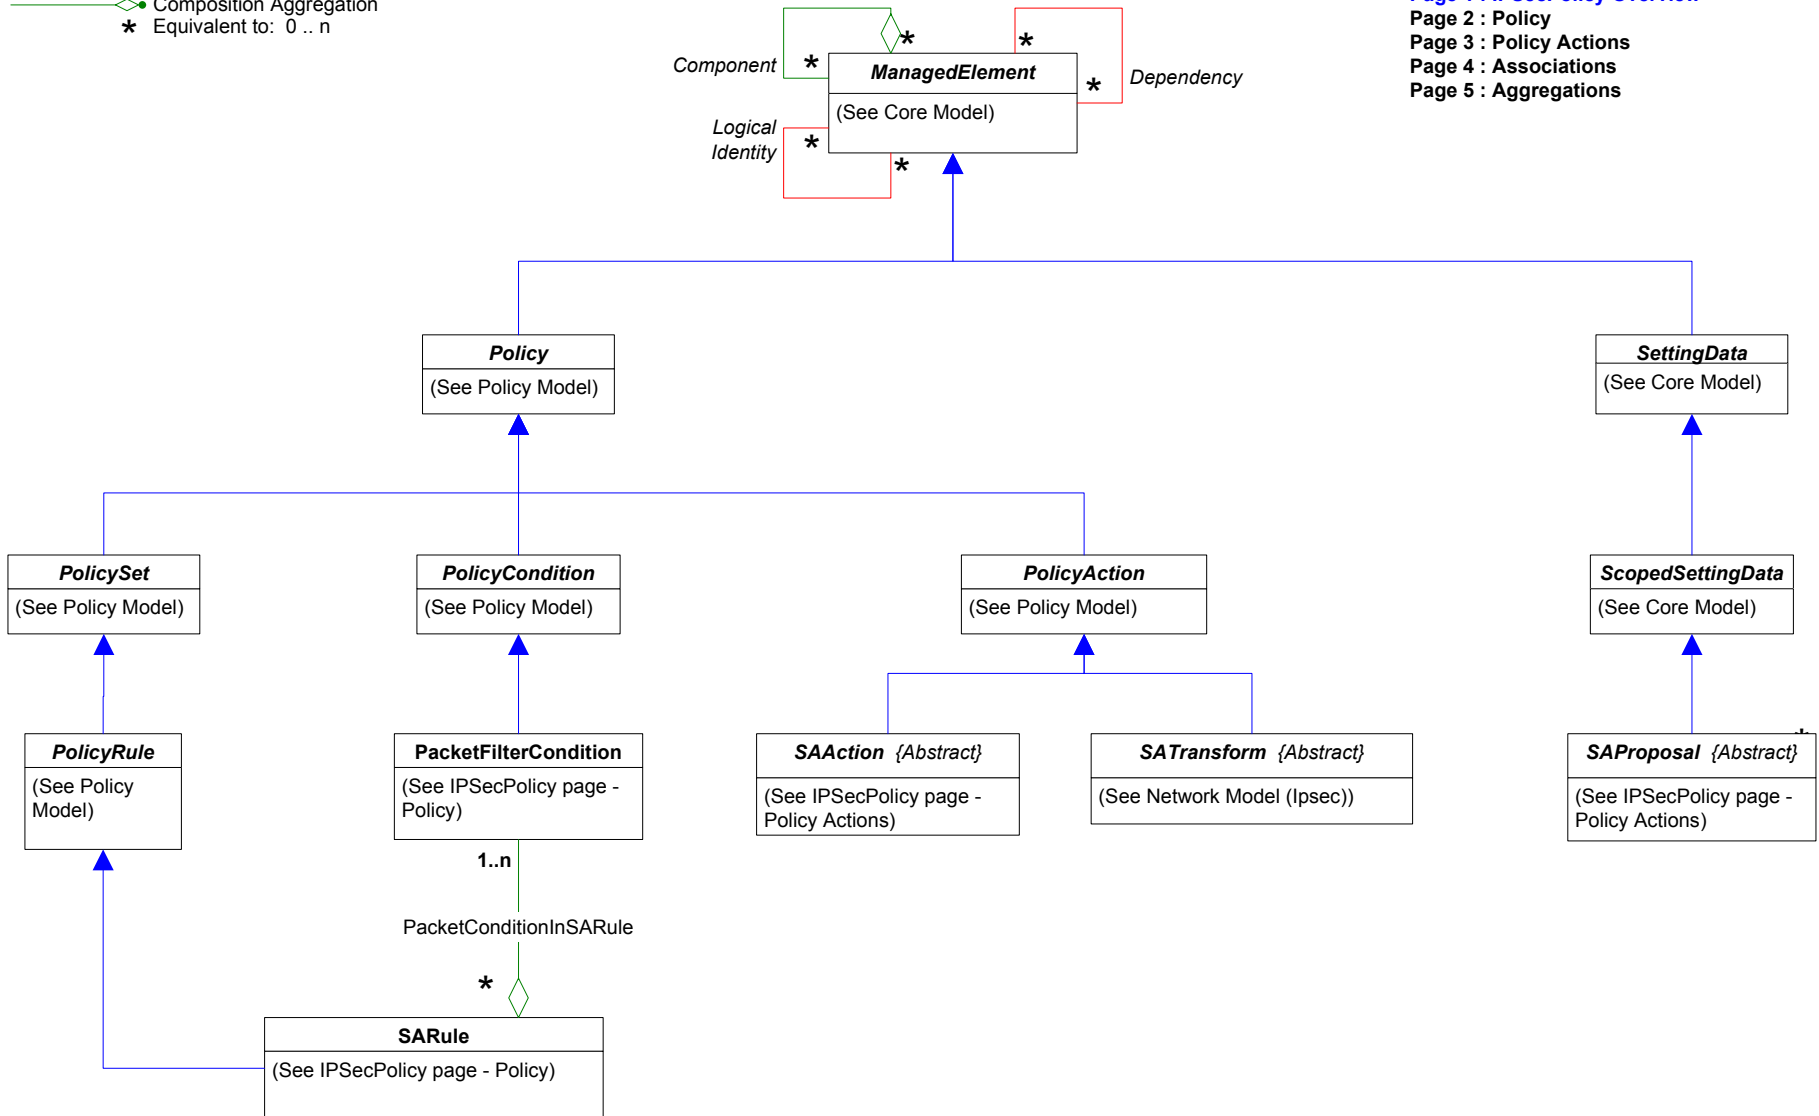 Composition Aggregation
* Equivalent to: 0 .. n
Page 2 : Policy
Page 3 : Policy Actions
Page 4 : Associations
Page 5 : Aggregations
Component
*
*
*
*
Dependency
ManagedElement
(See Core Model)
Logical
Identity
*
*
Policy
(See Policy Model)
SettingData
(See Core Model)
PolicySet
(See Policy Model)
PolicyCondition
(See Policy Model)
PolicyAction
(See Policy Model)
ScopedSettingData
(See Core Model)
PolicyRule
(See Policy
Model)
PacketFilterCondition
(See IPSecPolicy page -
Policy)
SAAction {Abstract}
(See IPSecPolicy page -
Policy Actions)
SATransform {Abstract}
(See Network Model (Ipsec))
*
SAProposal {Abstract}
(See IPSecPolicy page -
Policy Actions)
1..n
PacketConditionInSARule
*
SARule
(See IPSecPolicy page - Policy)